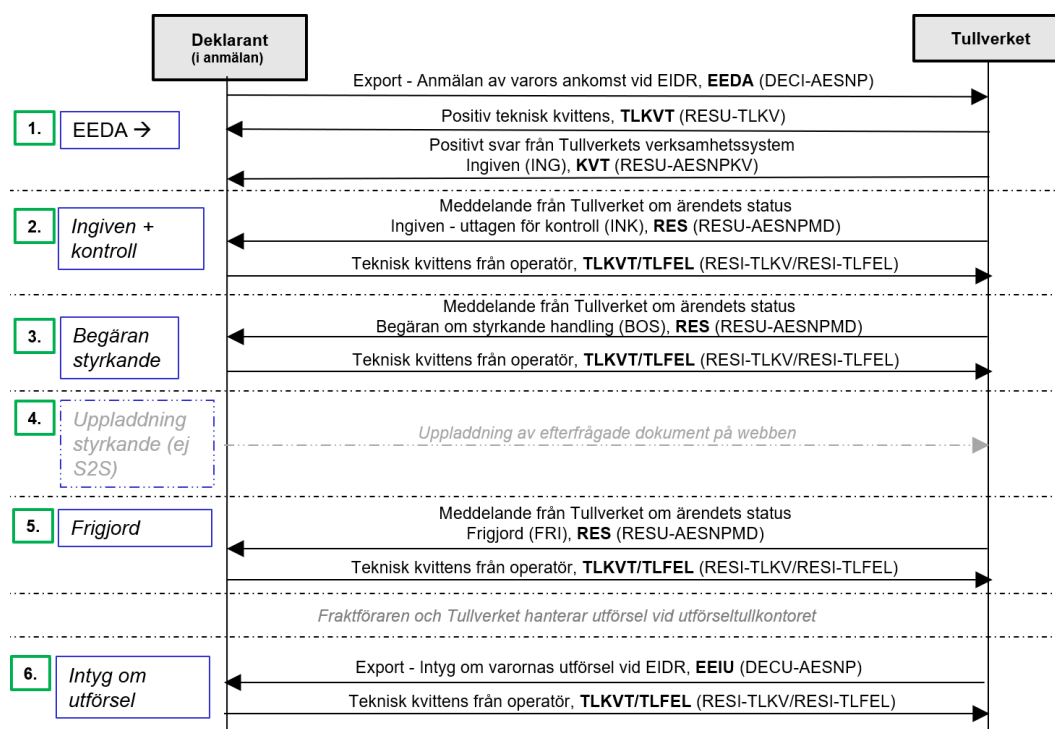 Deklarant
(i anmälan)
Tullverket
Export - Anmälan av varors ankomst vid EIDR, EEDA (DECI-AESNP)
1.
EEDA →
Positiv teknisk kvittens, TLKVT (RESU-TLKV)
Positivt svar från Tullverkets verksamhetssystem
Ingiven (ING), KVT (RESU-AESNPKV)
2.
Ingiven +
kontroll
Meddelande från Tullverket om ärendets status
Ingiven - uttagen för kontroll (INK), RES (RESU-AESNPMD)
Teknisk kvittens från operatör, TLKVT/TLFEL (RESI-TLKV/RESI-TLFEL)
3.
Begäran
styrkande
Meddelande från Tullverket om ärendets status
Begäran om styrkande handling (BOS), RES (RESU-AESNPMD)
Teknisk kvittens från operatör, TLKVT/TLFEL (RESI-TLKV/RESI-TLFEL)
4.
Uppladdning
styrkande (ej
S2S)
Uppladdning av efterfrågade dokument på webben
5.
Frigjord
Meddelande från Tullverket om ärendets status
Frigjord (FRI), RES (RESU-AESNPMD)
Teknisk kvittens från operatör, TLKVT/TLFEL (RESI-TLKV/RESI-TLFEL)
Fraktföraren och Tullverket hanterar utförsel vid utförseltullkontoret
6.
Intyg om
utförsel
Export - Intyg om varornas utförsel vid EIDR, EEIU (DECU-AESNP)
Teknisk kvittens från operatör, TLKVT/TLFEL (RESI-TLKV/RESI-TLFEL)